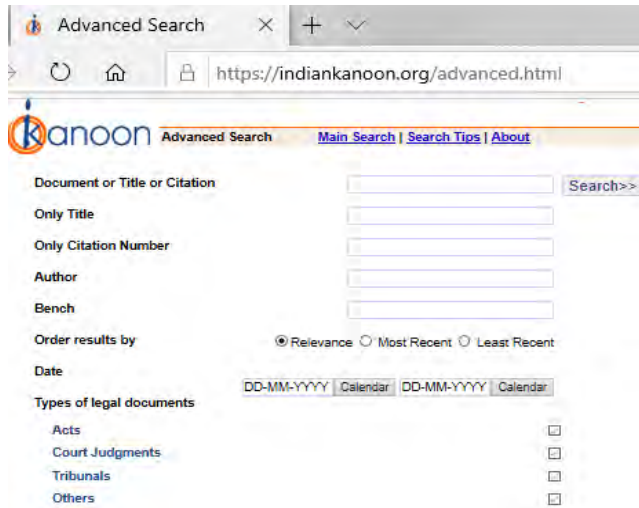 Advanced Search
https://indiankanoon.org/advanced.html
kanoon Advanced Search Main Search | Search Tips | About
Document or Title or Citation Search>>
Only Title
Only Citation Number
Author
Bench
Order results by Relevance Most Recent Least Recent
Date
DD-MM-YYYY Calendar DD-MM-YYYY Calendar
Types of legal documents
Acts
Court Judgments
Tribunals
Others